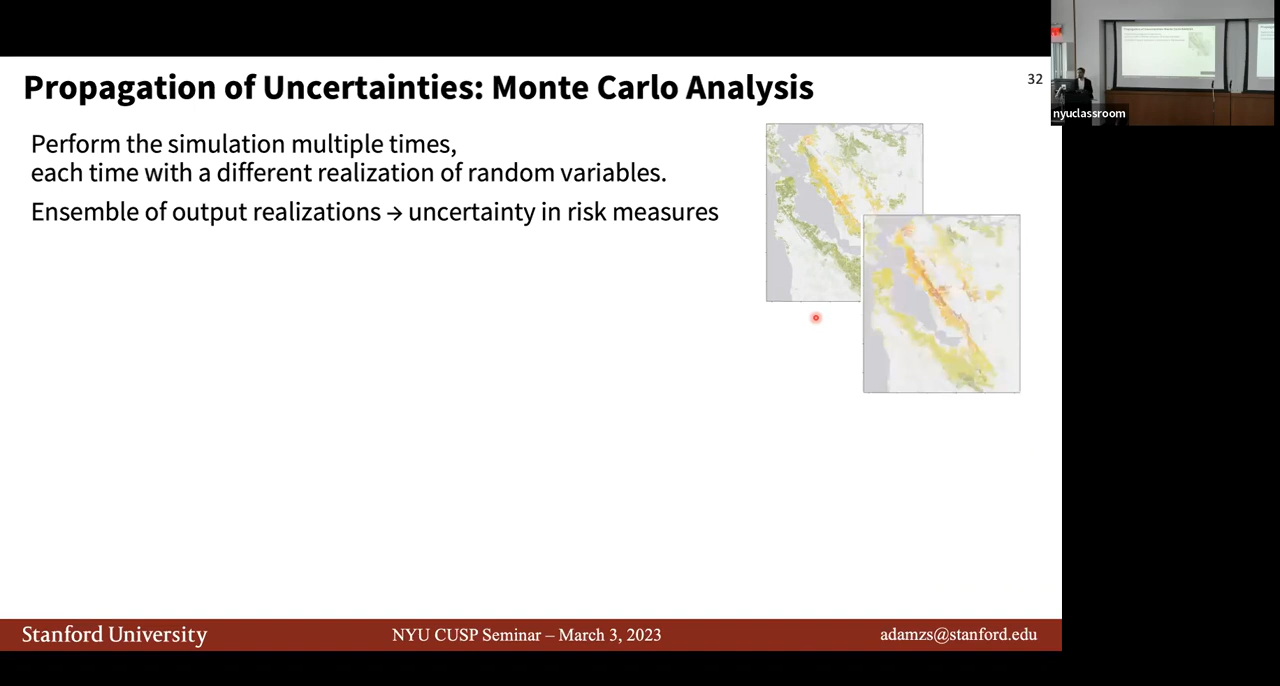 Propagation of Uncertainties: Monte Carlo Analysis
32
Perform the simulation multiple times,
each time with a different realization of random variables.
Ensemble of output realizations → uncertainty in risk measures
nyuclassroom
Stanford University
NYU CUSP Seminar – March 3, 2023
adamzs@stanford.edu